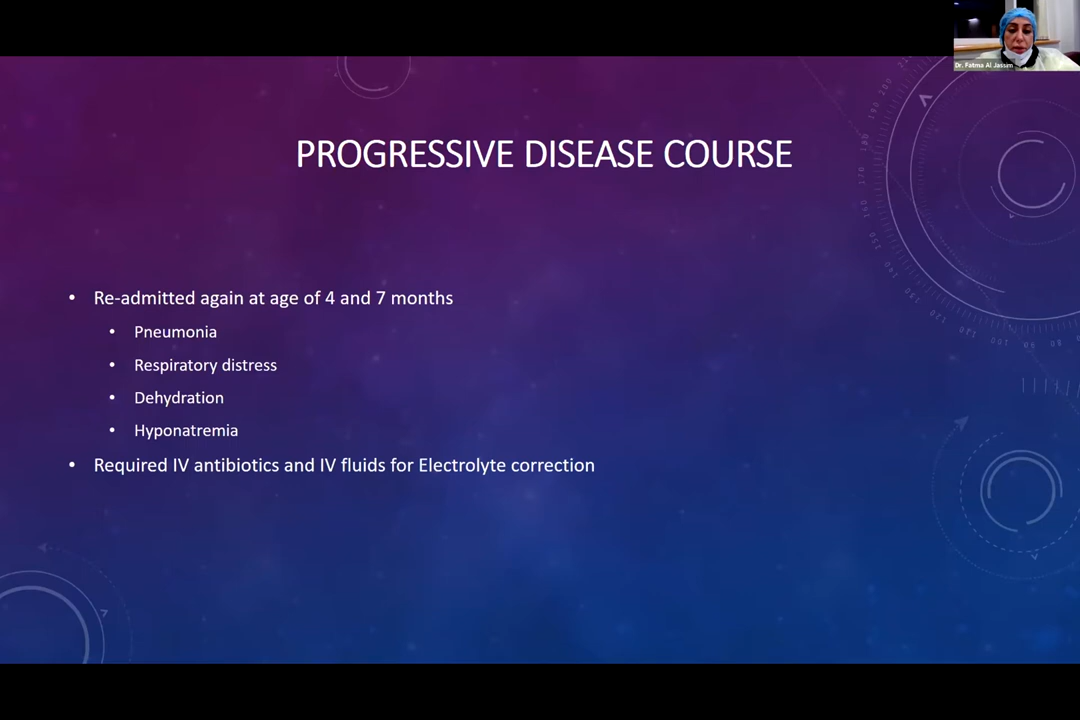 Dr. Fatma Al Jassim
PROGRESSIVE DISEASE COURSE
• Re-admitted again at age of 4 and 7 months
• Pneumonia
• Respiratory distress
• Dehydration
• Hyponatremia
• Required IV antibiotics and IV fluids for Electrolyte correction